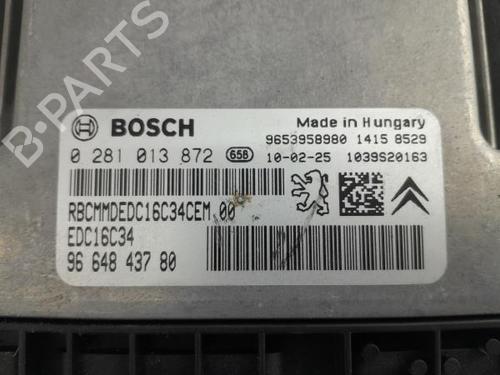 BOSCH
Made in Hungary
9653958980 1415 8529
0 281 013 872 658 10-02-25 1039S20163
RBCMMDEDC16C34CEM.00
EDC16C34
96 648 437 80
B-PARTS